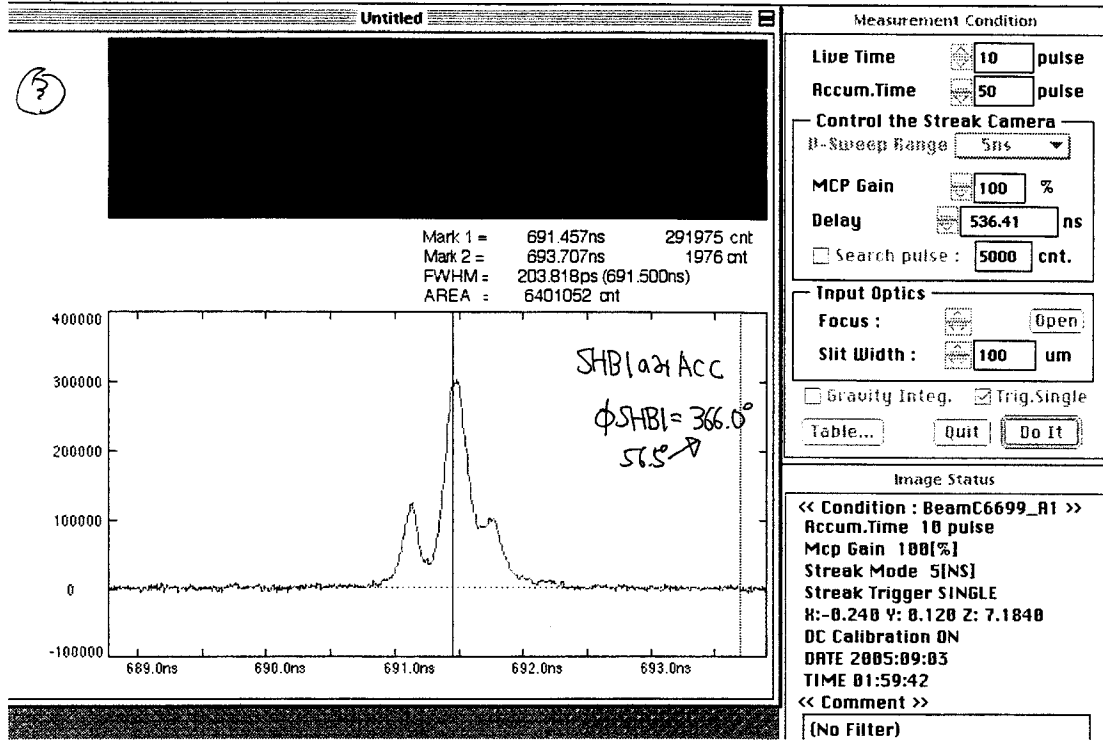 Untitled
3
Mark 1 = 691.457ns 291975 cnt
Mark 2 = 693.707ns 1976 cnt
FWHM = 203.818ps (691.500ns)
AREA : 6401052 cnt
400000
300000
200000
100000
0
-100000
689.0ns 690.0ns 691.0ns 692.0ns 693.0ns
Acc
ϕSHB1= 366.0°
56.5°
Measurement Condition
Live Time 10 pulse
Accum.Time 50 pulse
Control the Streak Camera
V-Sweep Range 5ns
MCP Gain 100 %
Delay 536.41 ns
Search pulse : 5000 cnt.
Input Optics
Focus : Open
Slit Width : 100 um
Gravity Integ. Trig.Single
Table... Quit Do It
Image Status
<< Condition : BeamC6699_A1 >>
Accum.Time 10 pulse
Mcp Gain 100[%]
Streak Mode 5[NS]
Streak Trigger SINGLE
X:-0.240 Y: 0.120 Z: 7.1840
DC Calibration ON
DATE 2005:09:03
TIME 01:59:42
<< Comment >>
(No Filter)